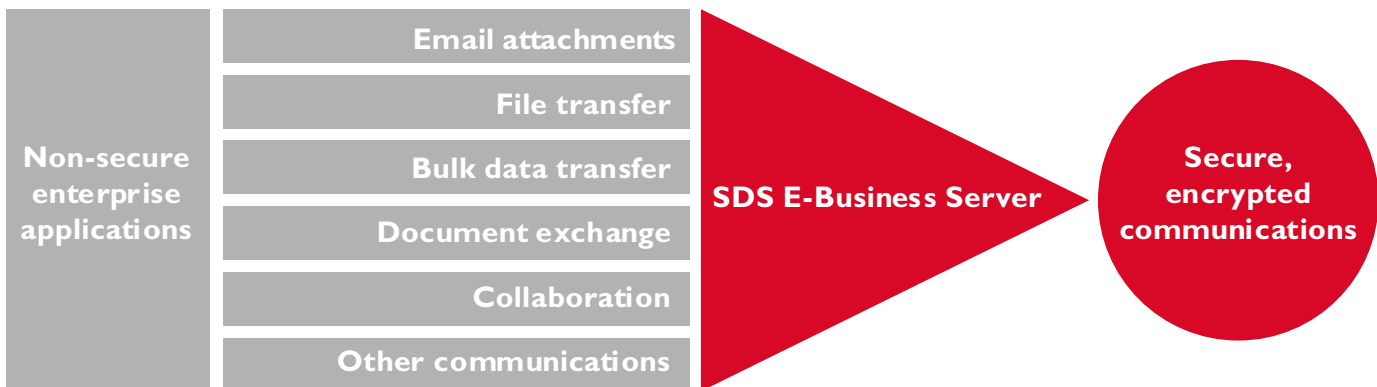 Non-secure
enterprise
applications
Email attachments
File transfer
Bulk data transfer
Document exchange
Collaboration
Other communications
SDS E-Business Server
Secure,
encrypted
communications